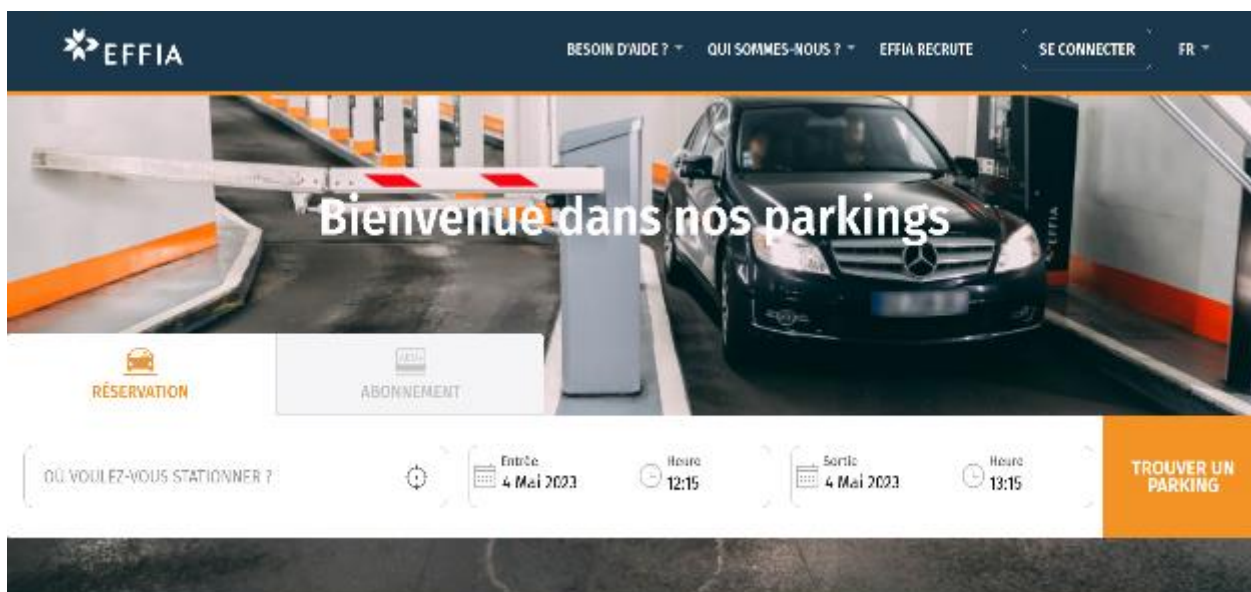 EFFIA
BESOIN D'AIDE ?
QUI SOMMES-NOUS ?
EFFIA RECRUTE
SE CONNECTER
FR
Bienvenue dans nos parkings
EFFIA
RÉSERVATION
ABONNEMENT
OÙ VOULEZ-VOUS STATIONNER ?
Entrée
4 Mai 2023
Heure
12:15
Sortie
4 Mai 2023
Heure
13:15
TROUVER UN
PARKING